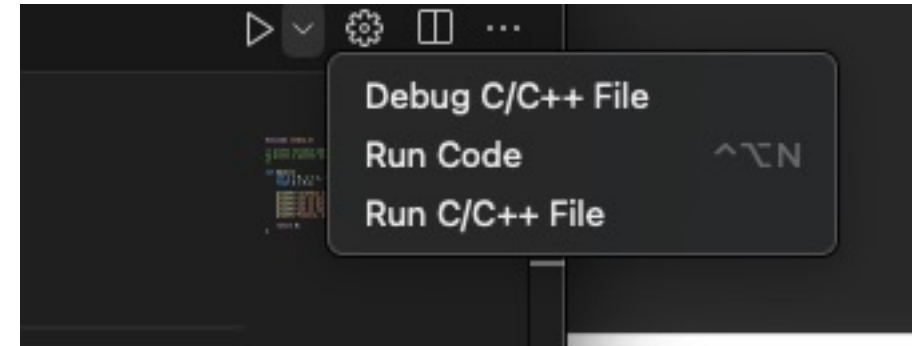 Debug C/C++ File
Run Code ^⌥N
Run C/C++ File